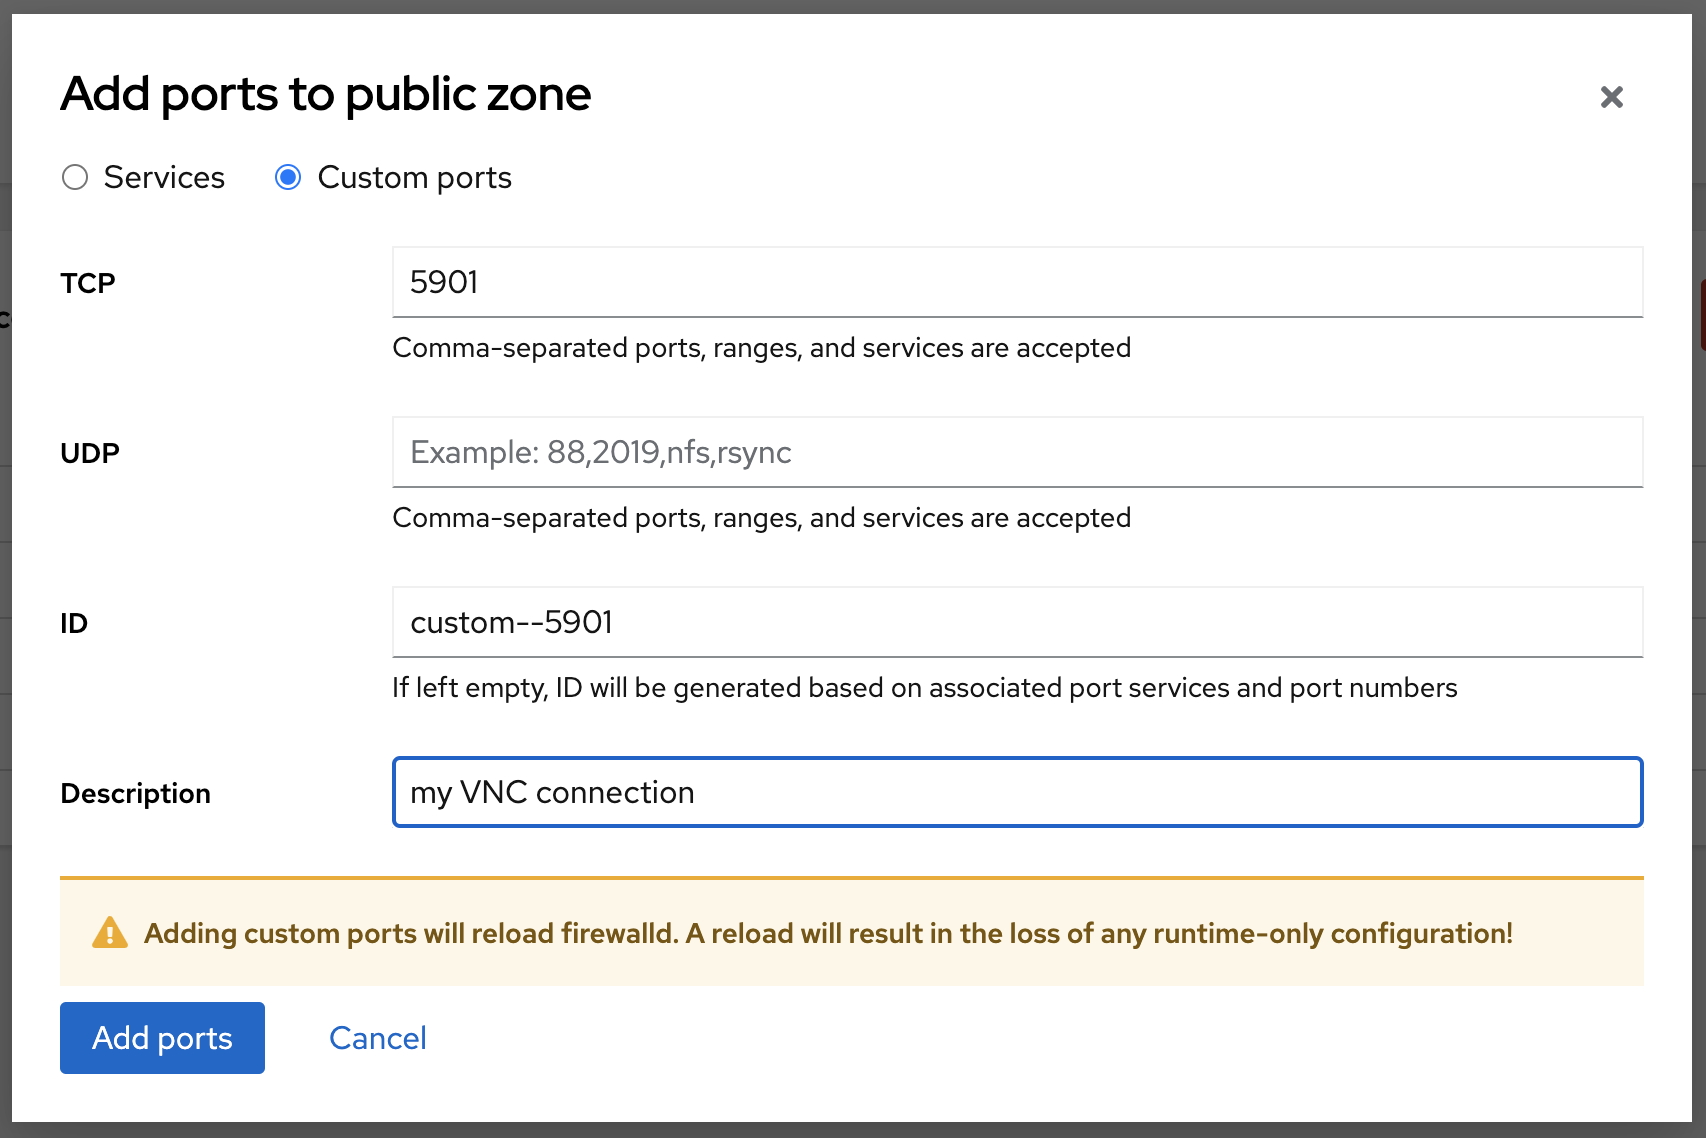 Add ports to public zone
Services
Custom ports
TCP
5901
Comma-separated ports, ranges, and services are accepted
UDP
Example: 88,2019,nfs,rsync
Comma-separated ports, ranges, and services are accepted
ID
custom--5901
If left empty, ID will be generated based on associated port services and port numbers
Description
my VNC connection
Adding custom ports will reload firewalld. A reload will result in the loss of any runtime-only configuration!
Add ports
Cancel